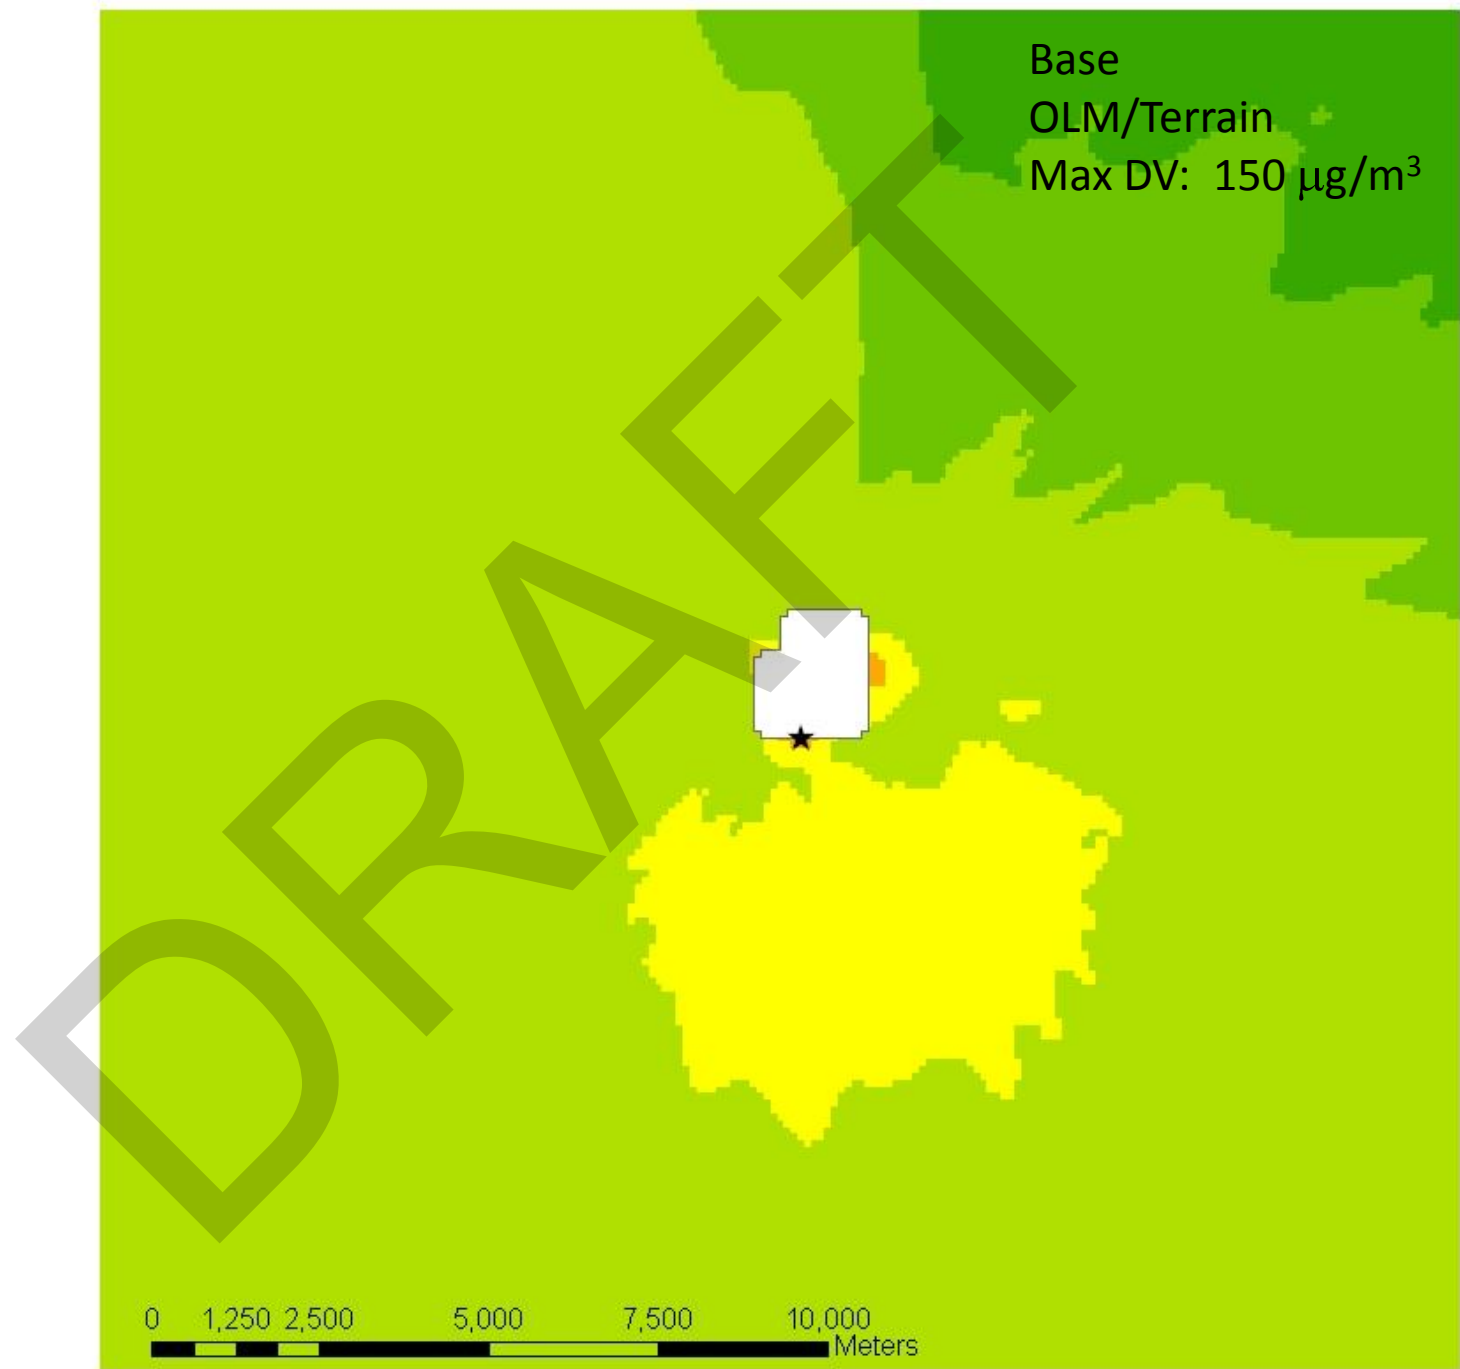 Base
OLM/Terrain
Max DV: 150 μg/m³
DRAFT
0 1,250 2,500 5,000 7,500 10,000
Meters